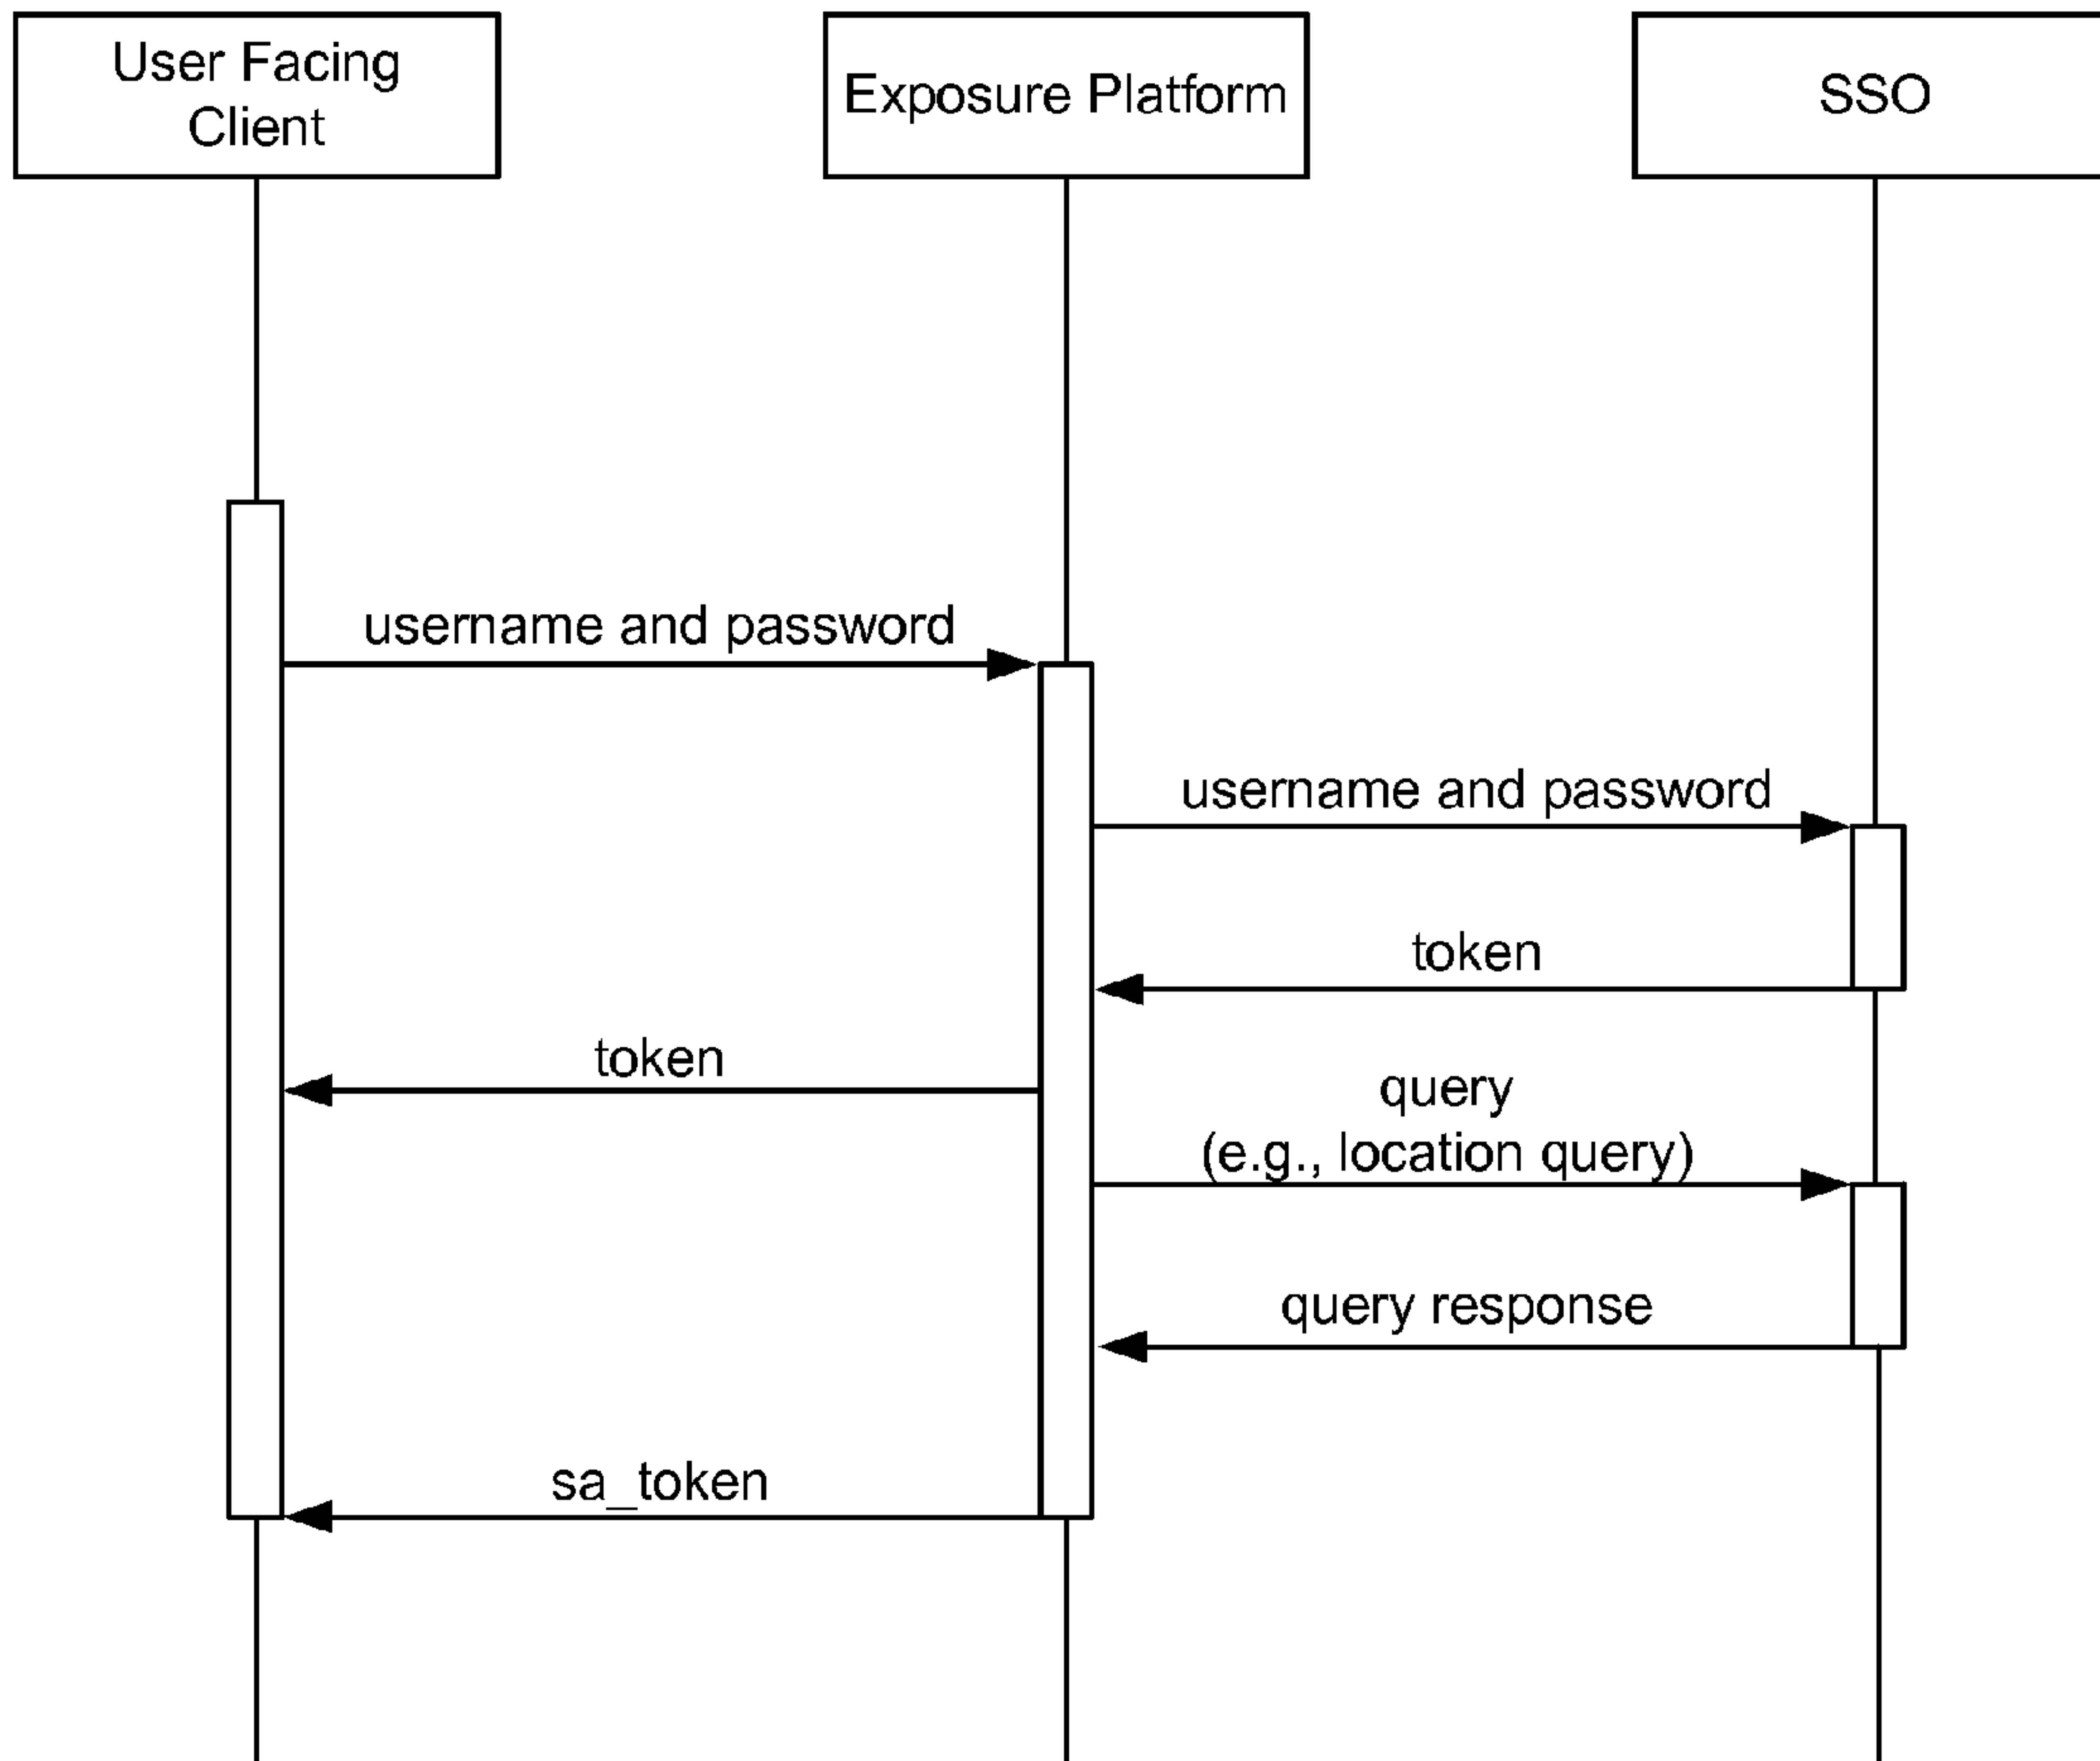 User Facing
Client
Exposure Platform
SSO
username and password
username and password
token
token
query
(e.g., location query)
query response
sa_token